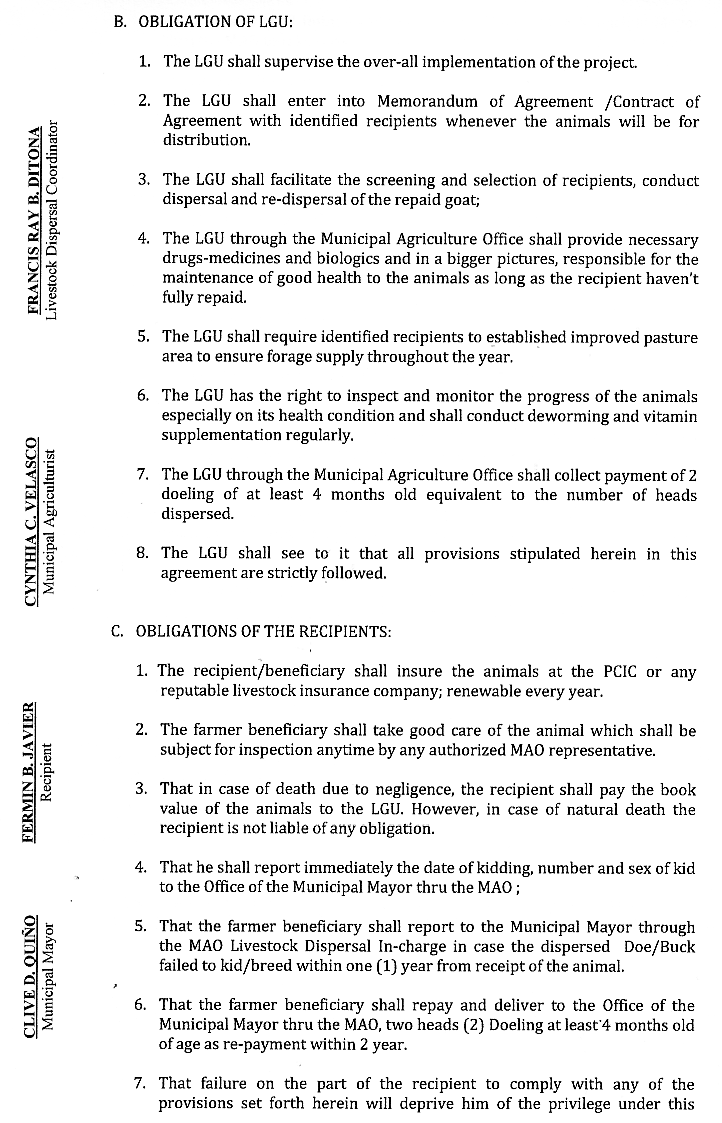 B. OBLIGATION OF LGU:
1. The LGU shall supervise the over-all implementation of the project.
2. The LGU shall enter into Memorandum of Agreement /Contract of
Agreement with identified recipients whenever the animals will be for
distribution.
3. The LGU shall facilitate the screening and selection of recipients, conduct
dispersal and re-dispersal of the repaid goat;
4. The LGU through the Municipal Agriculture Office shall provide necessary
drugs-medicines and biologics and in a bigger pictures, responsible for the
maintenance of good health to the animals as long as the recipient haven't
fully repaid.
5. The LGU shall require identified recipients to established improved pasture
area to ensure forage supply throughout the year.
6. The LGU has the right to inspect and monitor the progress of the animals
especially on its health condition and shall conduct deworming and vitamin
supplementation regularly.
7. The LGU through the Municipal Agriculture Office shall collect payment of 2
doeling of at least 4 months old equivalent to the number of heads
dispersed.
8. The LGU shall see to it that all provisions stipulated herein in this
agreement are strictly followed.
C. OBLIGATIONS OF THE RECIPIENTS:
1. The recipient/beneficiary shall insure the animals at the PCIC or any
reputable livestock insurance company; renewable every year.
2. The farmer beneficiary shall take good care of the animal which shall be
subject for inspection anytime by any authorized MAO representative.
3. That in case of death due to negligence, the recipient shall pay the book
value of the animals to the LGU. However, in case of natural death the
recipient is not liable of any obligation.
4. That he shall report immediately the date of kidding, number and sex of kid
to the Office of the Municipal Mayor thru the MAO ;
5. That the farmer beneficiary shall report to the Municipal Mayor through
the MAO Livestock Dispersal In-charge in case the dispersed Doe/Buck
failed to kid/breed within one (1) year from receipt of the animal.
6. That the farmer beneficiary shall repay and deliver to the Office of the
Municipal Mayor thru the MAO, two heads (2) Doeling at least 4 months old
of age as re-payment within 2 year.
7. That failure on the part of the recipient to comply with any of the
provisions set forth herein will deprive him of the privilege under this
FRANCIS RAY B. DITONA
Livestock Dispersal Coordinator
CYNTHIA C. VELASCO
Municipal Agriculturist
FERMIN B. JAVIER
Recipient
CLIVE D. QUIÑO
Municipal Mayor